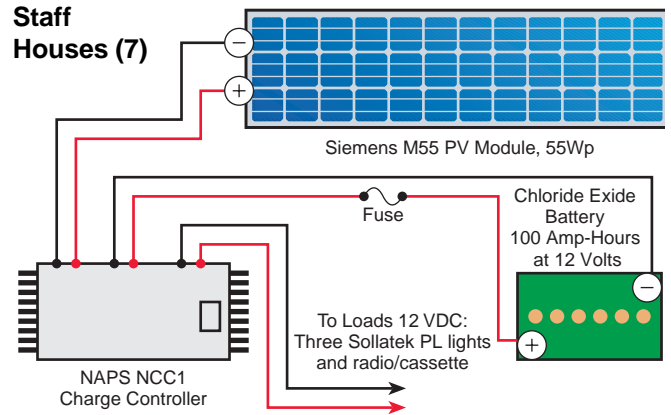 Staff
Houses (7)
−
+
Siemens M55 PV Module, 55Wp
Fuse
Chloride Exide
Battery
100 Amp-Hours
at 12 Volts
−
+
To Loads 12 VDC:
Three Sollatek PL lights
and radio/cassette
NAPS NCC1
Charge Controller